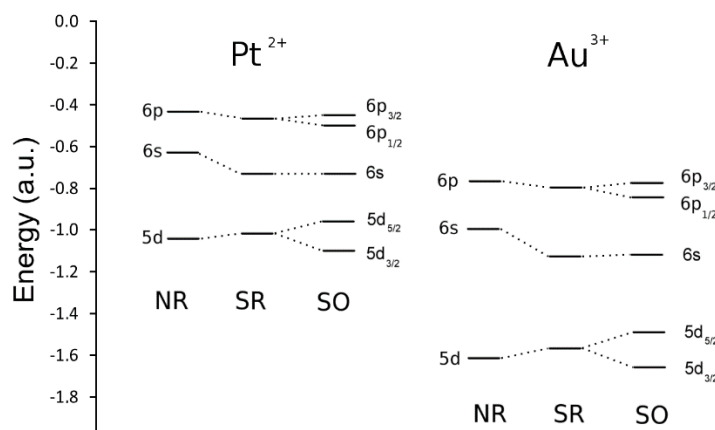 Energy (a.u.)
0.0
-0.2
-0.4
-0.6
-0.8
-1.0
-1.2
-1.4
-1.6
-1.8
Pt 2+
6p
6p3/2
6p1/2
6s
6s
5d
5d5/2
5d3/2
NR SR SO
Au3+
6p
6p3/2
6p1/2
6s
6s
5d
5d5/2
5d3/2
NR SR SO